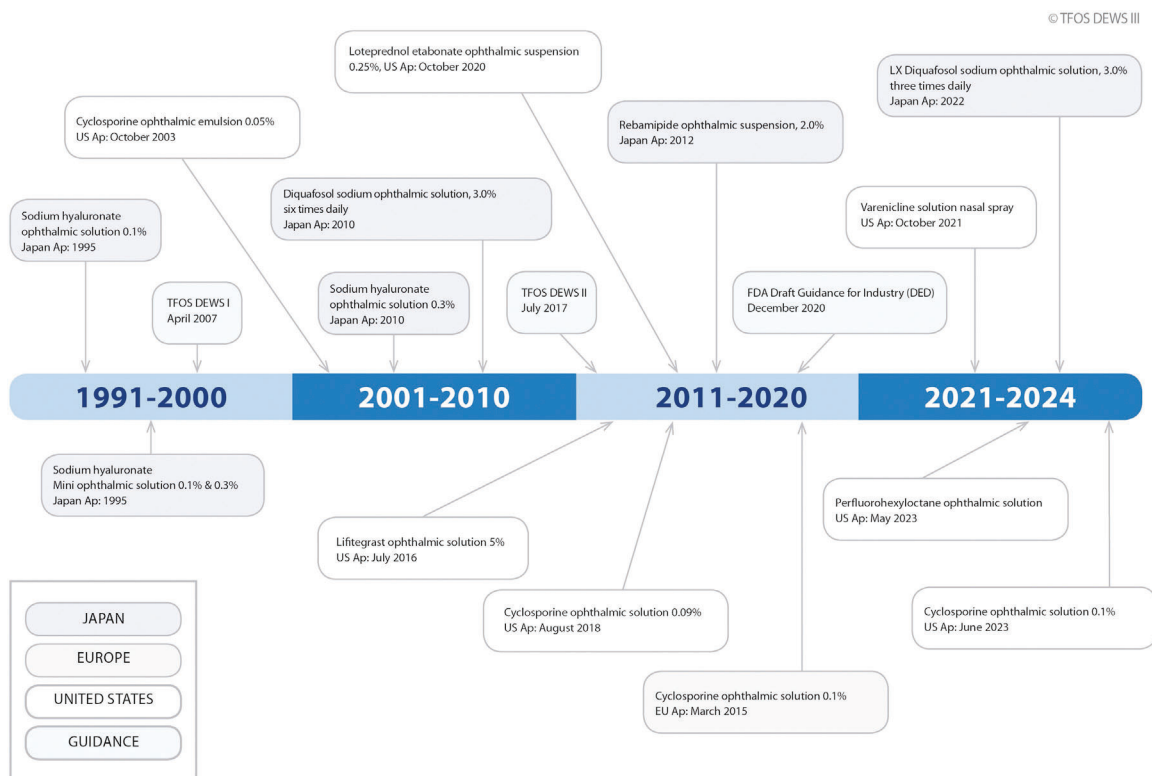 © TFOS DEWS III
Loteprednol etabonate ophthalmic suspension
0.25%, US Ap: October 2020
LX Diquafosol sodium ophthalmic solution, 3.0%
three times daily
Japan Ap: 2022
Cyclosporine ophthalmic emulsion 0.05%
US Ap: October 2003
Rebamipide ophthalmic suspension, 2.0%
Japan Ap: 2012
Diquafosol sodium ophthalmic solution, 3.0%
six times daily
Japan Ap: 2010
Varenicline solution nasal spray
US Ap: October 2021
Sodium hyaluronate
ophthalmic solution 0.1%
Japan Ap: 1995
TFOS DEWS I
April 2007
Sodium hyaluronate
ophthalmic solution 0.3%
Japan Ap: 2010
TFOS DEWS II
July 2017
FDA Draft Guidance for Industry (DED)
December 2020
1991-2000
2001-2010
2011-2020
2021-2024
Sodium hyaluronate
Mini ophthalmic solution 0.1% & 0.3%
Japan Ap: 1995
Lifitegrast ophthalmic solution 5%
US Ap: July 2016
Perfluorohexyloctane ophthalmic solution
US Ap: May 2023
Cyclosporine ophthalmic solution 0.09%
US Ap: August 2018
Cyclosporine ophthalmic solution 0.1%
US Ap: June 2023
Cyclosporine ophthalmic solution 0.1%
EU Ap: March 2015
JAPAN
EUROPE
UNITED STATES
GUIDANCE